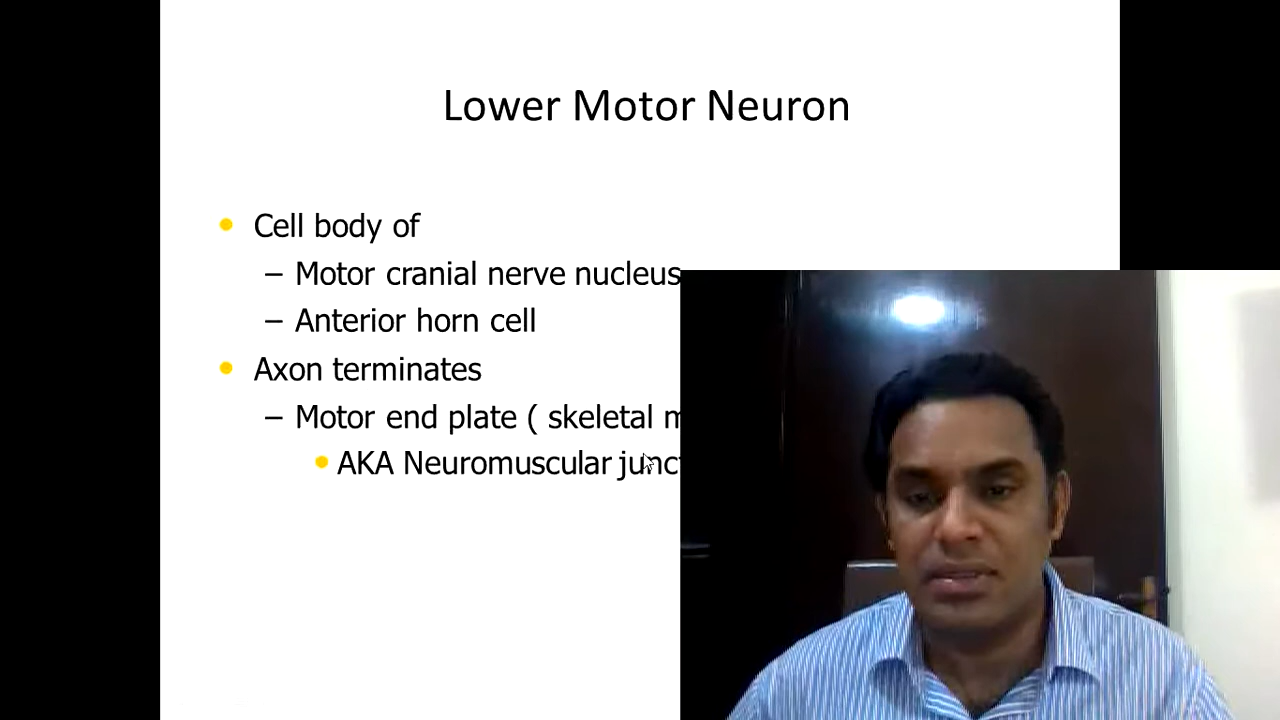 Lower Motor Neuron
• Cell body of
– Motor cranial nerve nucleus
– Anterior horn cell
• Axon terminates
– Motor end plate ( skeletal
• AKA Neuromuscular